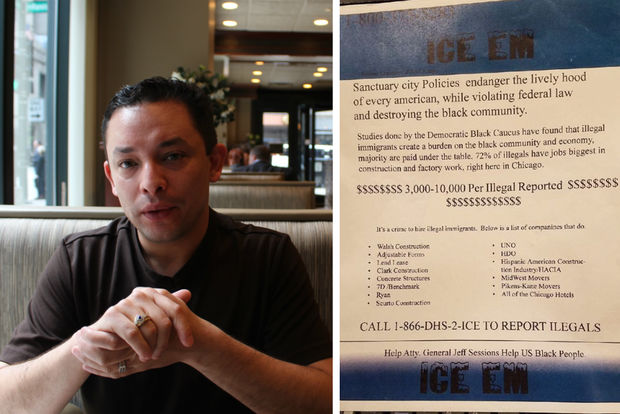 ICE EM
Sanctuary city Policies endanger the lively hood
of every american, while violating federal law
and destroying the black community.
Studies done by the Democratic Black Caucus have found that illegal
immigrants create a burden on the black community and economy,
majority are paid under the table. 72% of illegals have jobs biggest in
construction and factory work, right here in Chicago.
$$$$$$$$ 3,000-10,000 Per Illegal Reported $$$$$$$$
$$$$$$$$$$$$$
It's a crime to hire illegal immigrants. Below is a list of companines that do.
• Walsh Construction
• Adjustable Forms
• Lend Lease
• Clark Construction
• Concrete Structures
• 7D /Benchmark
• Ryan
• Scurto Construction
• UNO
• HDO
• Hispanic American Construc-
tion Industry/HACIA
• MidWest Movers
• Pikens-Kane Movers
• All of the Chicago Hotels
CALL 1-866-DHS-2-ICE TO REPORT ILEGALS
Help Atty. General Jeff Sessions Help US Black People.
ICE EM